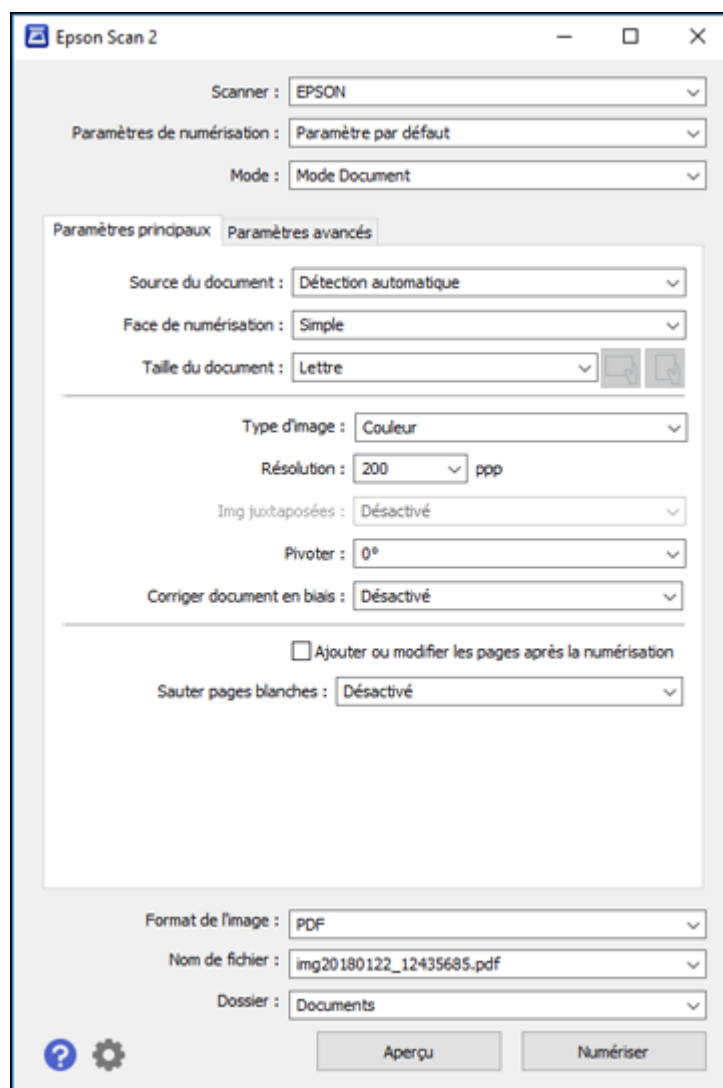 Epson Scan 2
Scanner : EPSON
Paramètres de numérisation : Paramètre par défaut
Mode : Mode Document
Paramètres principaux Paramètres avancés
Source du document : Détection automatique
Face de numérisation : Simple
Taille du document : Lettre
Type d'image : Couleur
Résolution : 200 ppp
Img juxtaposées : Désactivé
Pivoter : 0°
Corriger document en biais : Désactivé
Ajouter ou modifier les pages après la numérisation
Sauter pages blanches : Désactivé
Format de l'image : PDF
Nom de fichier : img20180122_12435685.pdf
Dossier : Documents
? Aperçu Numériser